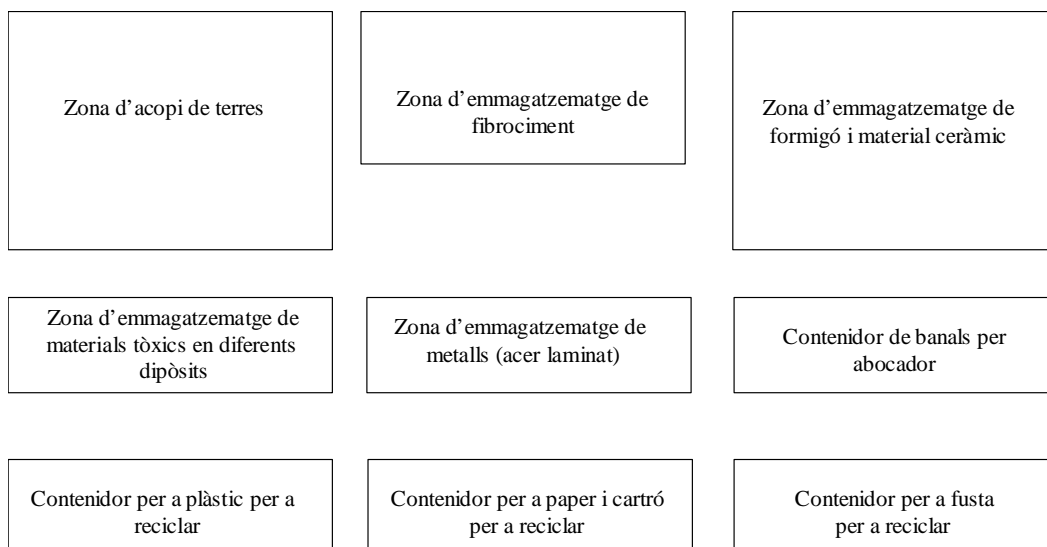 Zona d’acopi de terres
Zona d’emmagatzematge de
fibrociment
Zona d’emmagatzematge de
formigó i material ceràmic
Zona d’emmagatzematge de
materials tòxics en diferents
dipòsits
Zona d’emmagatzematge de
metalls (acer laminat)
Contenidor de banals per
abocador
Contenidor per a plàstic per a
reciclar
Contenidor per a paper i cartró
per a reciclar
Contenidor per a fusta
per a reciclar